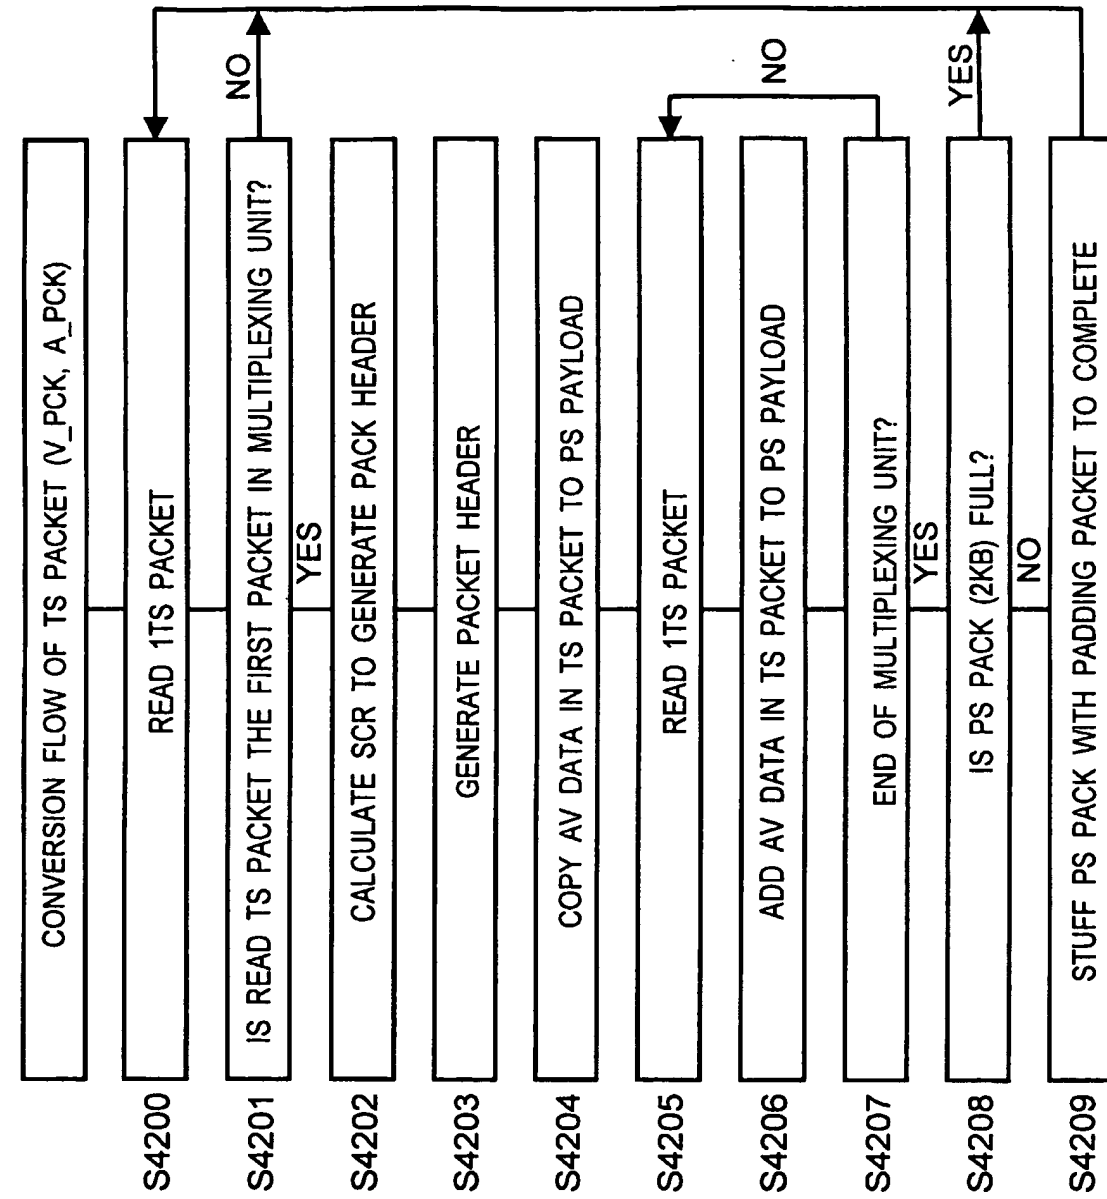 CONVERSION FLOW OF TS PACKET (V_PCK, A_PCK)
S4200
READ 1TS PACKET
S4201
IS READ TS PACKET THE FIRST PACKET IN MULTIPLEXING UNIT?
NO
YES
S4202
CALCULATE SCR TO GENERATE PACK HEADER
S4203
GENERATE PACKET HEADER
S4204
COPY AV DATA IN TS PACKET TO PS PAYLOAD
S4205
READ 1TS PACKET
S4206
ADD AV DATA IN TS PACKET TO PS PAYLOAD
NO
S4207
END OF MULTIPLEXING UNIT?
YES
S4208
IS PS PACK (2KB) FULL?
YES
NO
S4209
STUFF PS PACK WITH PADDING PACKET TO COMPLETE